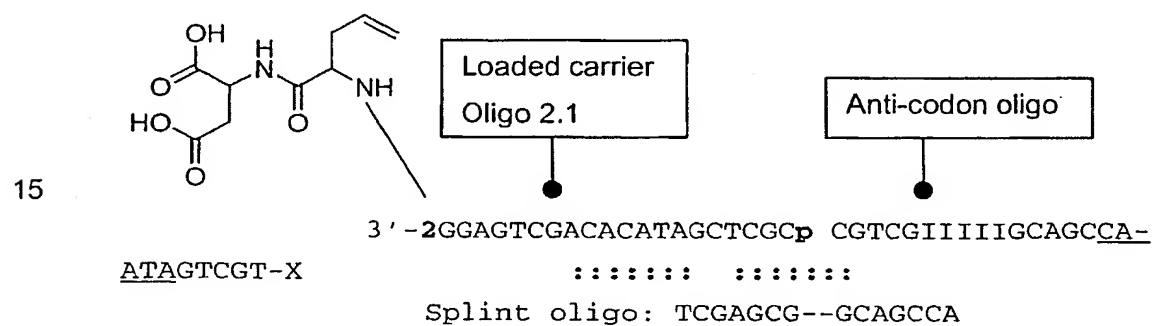 OH
O
HO
O
H
N
O
NH
Loaded carrier
Oligo 2.1
Anti-codon oligo
15
3'-2GGAGTCGACACATAGCTCGCp CGTCGIIIIIGCAGCCA-
ATAGTCGT-X
::::::: :::::::
Splint oligo: TCGAGCG--GCAGCCA